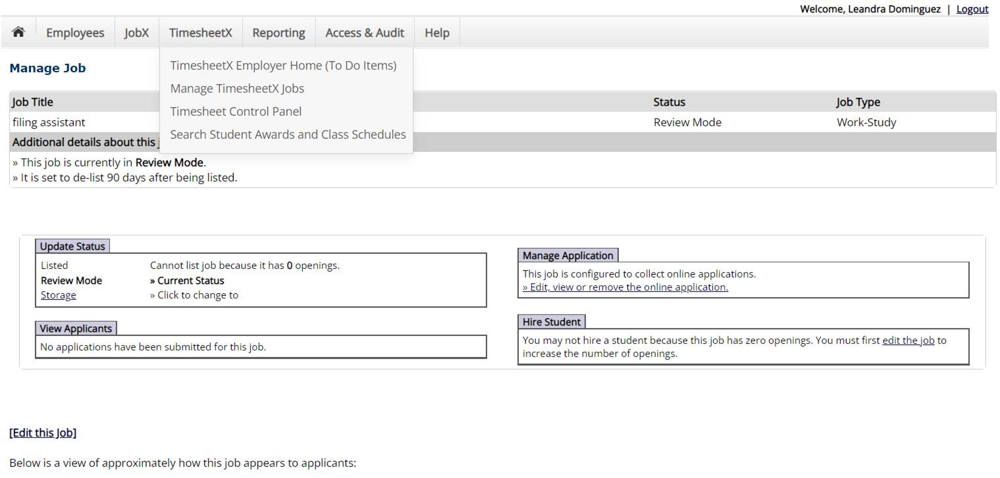 Welcome, Leandra Dominguez | Logout
Employees JobX TimesheetX Reporting Access & Audit Help
TimesheetX Employer Home (To Do Items)
Manage TimesheetX Jobs
Timesheet Control Panel
Search Student Awards and Class Schedules
Manage Job
Job Title Status Job Type
filing assistant Review Mode Work-Study
Additional details about this
» This job is currently in Review Mode.
» It is set to de-list 90 days after being listed.
Update Status
Listed Cannot list job because it has 0 openings.
Review Mode » Current Status
Storage » Click to change to
View Applicants
No applications have been submitted for this job.
Manage Application
This job is configured to collect online applications.
» Edit, view or remove the online application.
Hire Student
You may not hire a student because this job has zero openings. You must first edit the job to
increase the number of openings.
[Edit this Job]
Below is a view of approximately how this job appears to applicants: